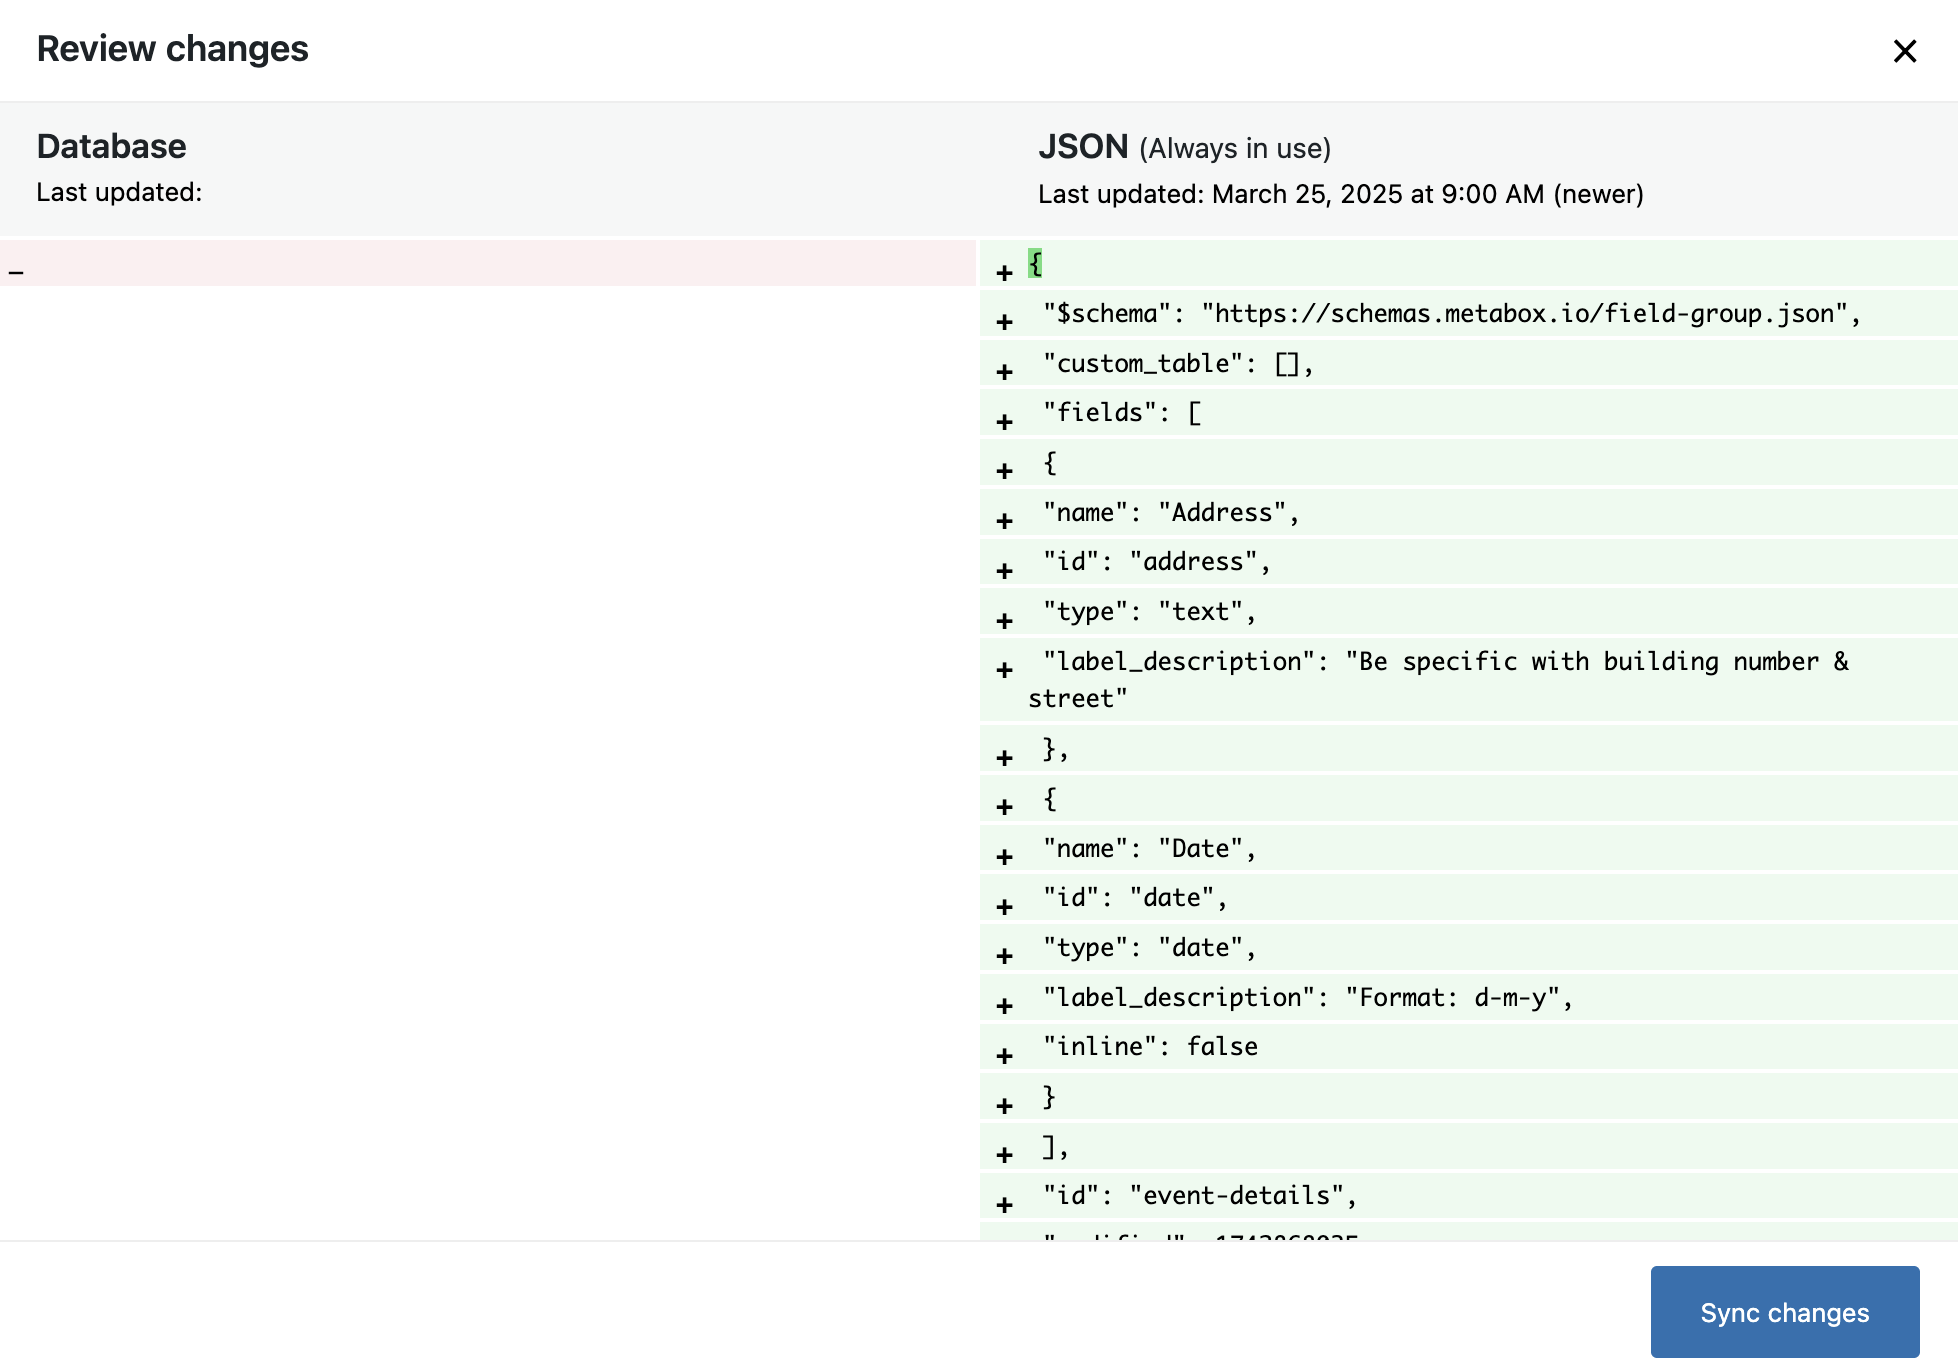 Review changes
Database
Last updated:
JSON (Always in use)
Last updated: March 25, 2025 at 9:00 AM (newer)
–
+ {
+ "$schema": "https://schemas.metabox.io/field-group.json",
+ "custom_table": [],
+ "fields": [
+ {
+ "name": "Address",
+ "id": "address",
+ "type": "text",
+ "label_description": "Be specific with building number &
street"
+ },
+ {
+ "name": "Date",
+ "id": "date",
+ "type": "date",
+ "label_description": "Format: d-m-y",
+ "inline": false
+ }
+ ],
+ "id": "event-details",
Sync changes